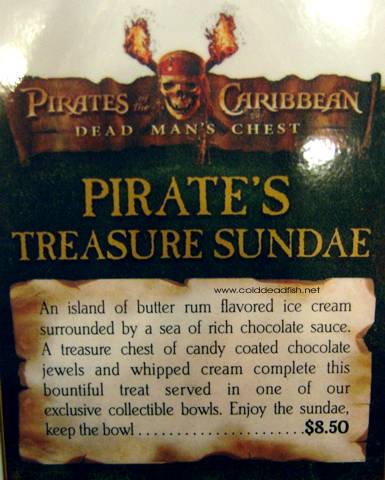 PIRATES of the CARIBBEAN
DEAD MAN'S CHEST
PIRATE'S
TREASURE SUNDAE
www.colddeadfish.net
An island of butter rum flavored ice cream
surrounded by a sea of rich chocolate sauce.
A treasure chest of candy coated chocolate
jewels and whipped cream complete this
bountiful treat served in one of our
exclusive collectible bowls. Enjoy the sundae,
keep the bowl.......................$8.50